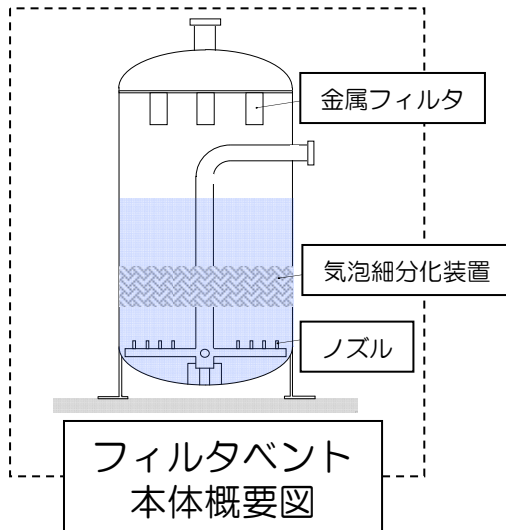 金属フィルタ
気泡細分化装置
ノズル
フィルタベント
本体概要図